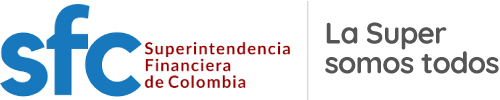 sfc
Superintendencia
Financiera
de Colombia
La Super
somos todos